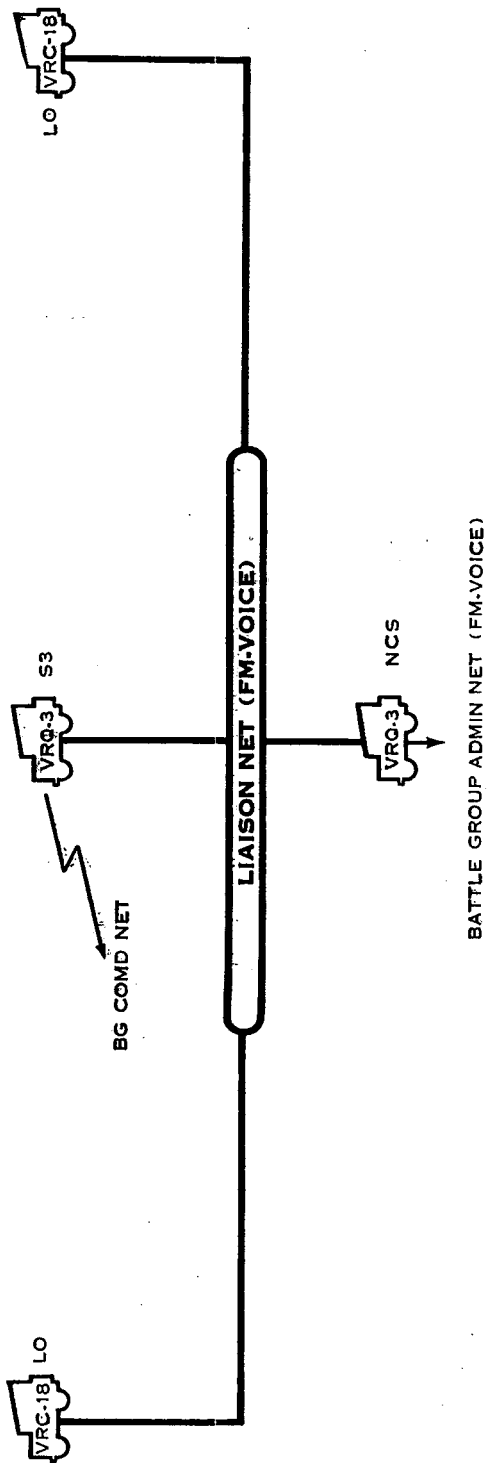 VRC-18
LO
VRQ-3
S3
VRC-18
LO
BG COMD NET
LIAISON NET (FM-VOICE)
VRQ-3
NCS
BATTLE GROUP ADMIN NET (FM-VOICE)